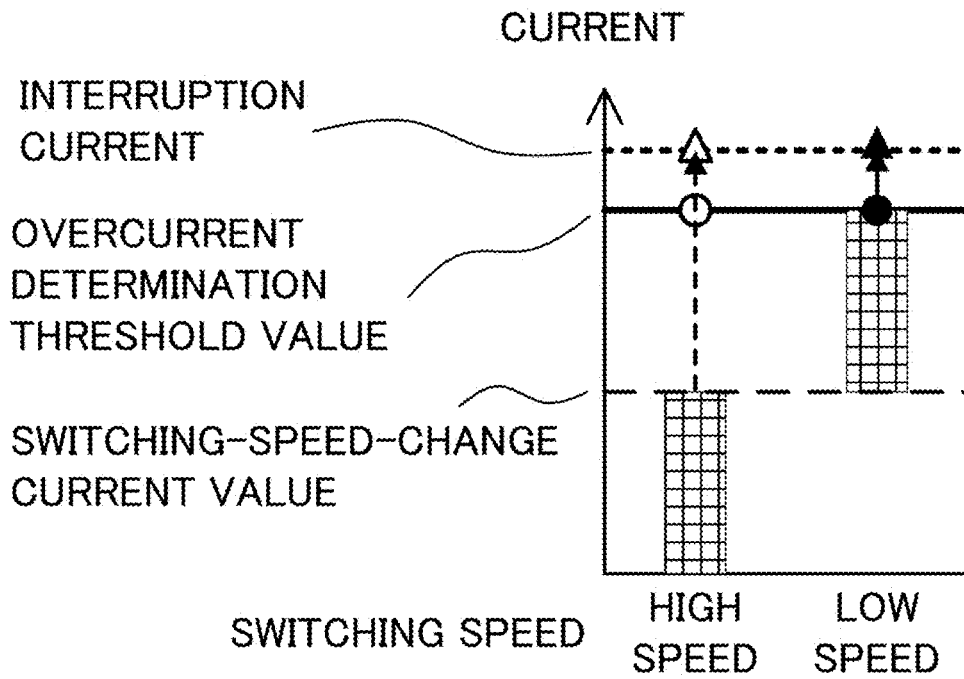 CURRENT
INTERRUPTION
CURRENT
OVERCURRENT
DETERMINATION
THRESHOLD VALUE
SWITCHING-SPEED-CHANGE
CURRENT VALUE
SWITCHING SPEED
HIGH
SPEED
LOW
SPEED